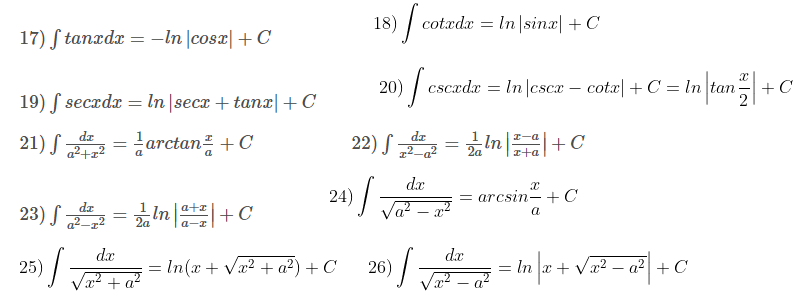 17) ∫ tanxdx = −ln |cosx| + C
18) ∫ cotxdx = ln |sinx| + C
19) ∫ secxdx = ln |secx + tanx| + C
20) ∫ cscxdx = ln |cscx − cotx| + C = ln |tan x/2| + C
21) ∫ dx/(a²+x²) = 1/a arctan x/a + C
22) ∫ dx/(x²−a²) = 1/2a ln |(x−a)/(x+a)| + C
23) ∫ dx/(a²−x²) = 1/2a ln |(a+x)/(a−x)| + C
24) ∫ dx/√(a² − x²) = arcsin x/a + C
25) ∫ dx/√(x² + a²) = ln(x + √(x² + a²)) + C
26) ∫ dx/√(x² − a²) = ln |x + √(x² − a²)| + C